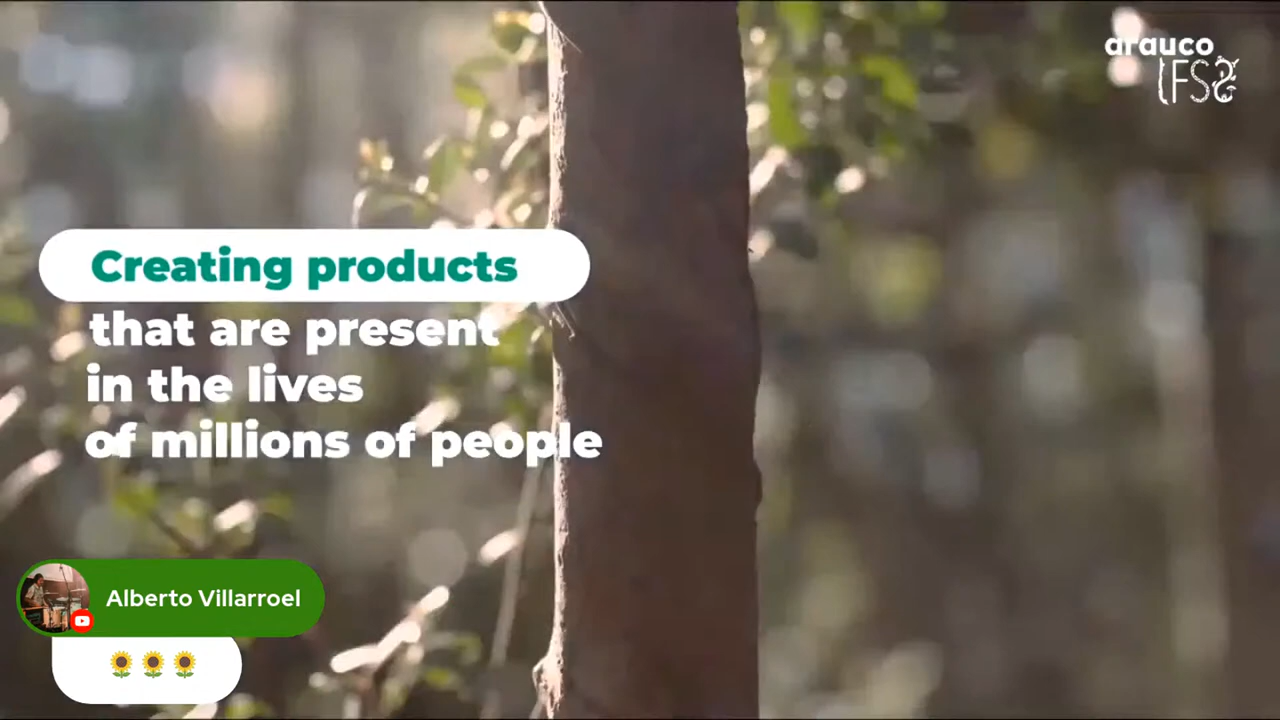 arauco
IFS
Creating products
that are present
in the lives
of millions of people
Alberto Villarroel
🌻🌻🌻